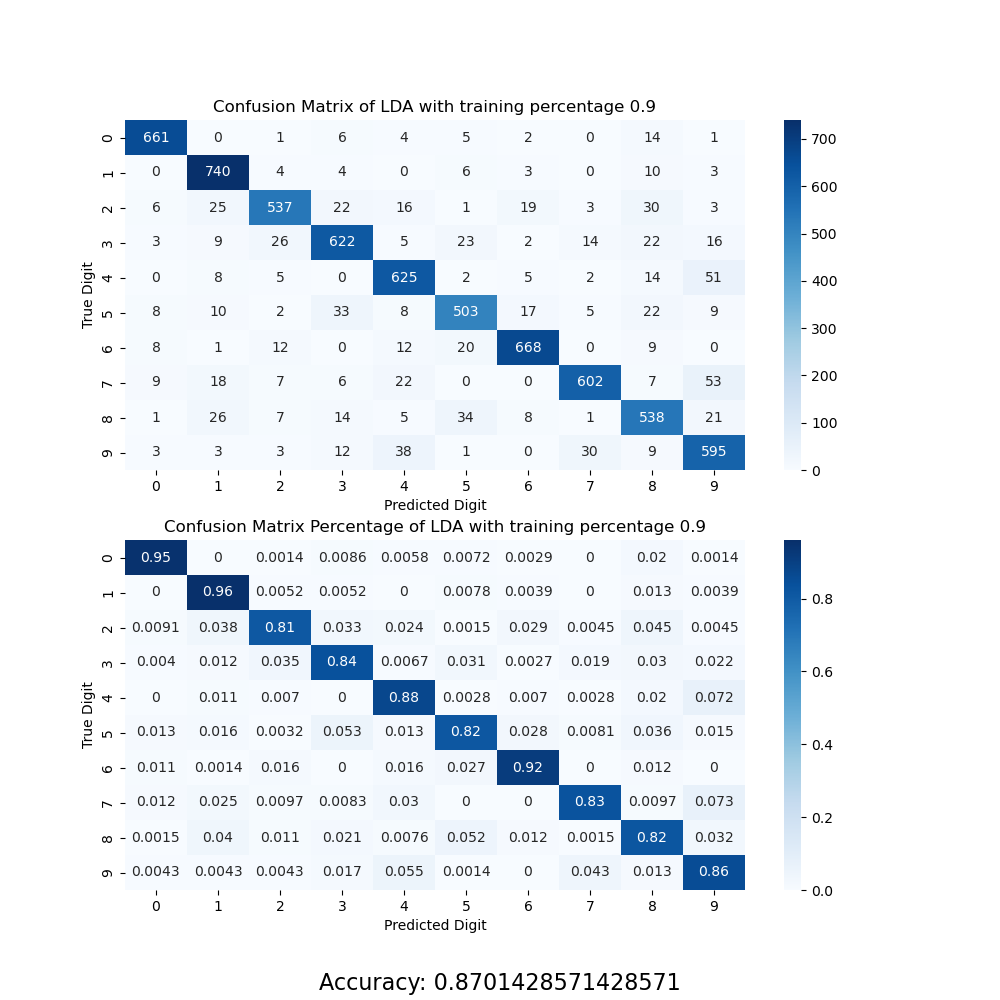 Confusion Matrix of LDA with training percentage 0.9
True Digit
0 661 0 1 6 4 5 2 0 14 1
1 0 740 4 4 0 6 3 0 10 3
2 6 25 537 22 16 1 19 3 30 3
3 3 9 26 622 5 23 2 14 22 16
4 0 8 5 0 625 2 5 2 14 51
5 8 10 2 33 8 503 17 5 22 9
6 8 1 12 0 12 20 668 0 9 0
7 9 18 7 6 22 0 0 602 7 53
8 1 26 7 14 5 34 8 1 538 21
9 3 3 3 12 38 1 0 30 9 595
0 1 2 3 4 5 6 7 8 9
Predicted Digit
700
600
500
400
300
200
100
0
Confusion Matrix Percentage of LDA with training percentage 0.9
True Digit
0 0.95 0 0.0014 0.0086 0.0058 0.0072 0.0029 0 0.02 0.0014
1 0 0.96 0.0052 0.0052 0 0.0078 0.0039 0 0.013 0.0039
2 0.0091 0.038 0.81 0.033 0.024 0.0015 0.029 0.0045 0.045 0.0045
3 0.004 0.012 0.035 0.84 0.0067 0.031 0.0027 0.019 0.03 0.022
4 0 0.011 0.007 0 0.88 0.0028 0.007 0.0028 0.02 0.072
5 0.013 0.016 0.0032 0.053 0.013 0.82 0.028 0.0081 0.036 0.015
6 0.011 0.0014 0.016 0 0.016 0.027 0.92 0 0.012 0
7 0.012 0.025 0.0097 0.0083 0.03 0 0 0.83 0.0097 0.073
8 0.0015 0.04 0.011 0.021 0.0076 0.052 0.012 0.0015 0.82 0.032
9 0.0043 0.0043 0.0043 0.017 0.055 0.0014 0 0.043 0.013 0.86
0 1 2 3 4 5 6 7 8 9
Predicted Digit
0.8
0.6
0.4
0.2
0.0
Accuracy: 0.8701428571428571